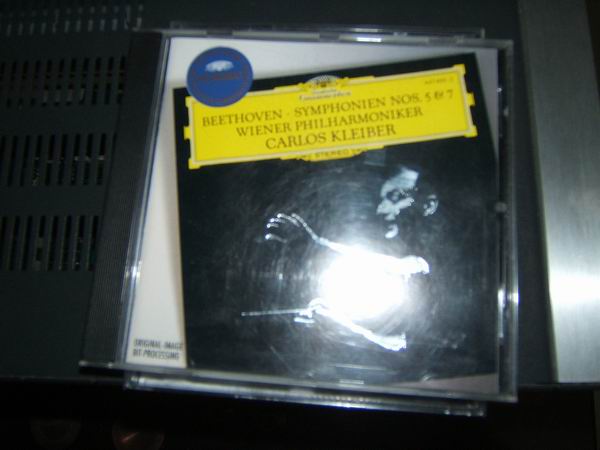 BEETHOVEN · SYMPHONIEN NOS. 5 & 7
WIENER PHILHARMONIKER
CARLOS KLEIBER
STEREO
ORIGINAL-IMAGE
BIT-PROCESSING